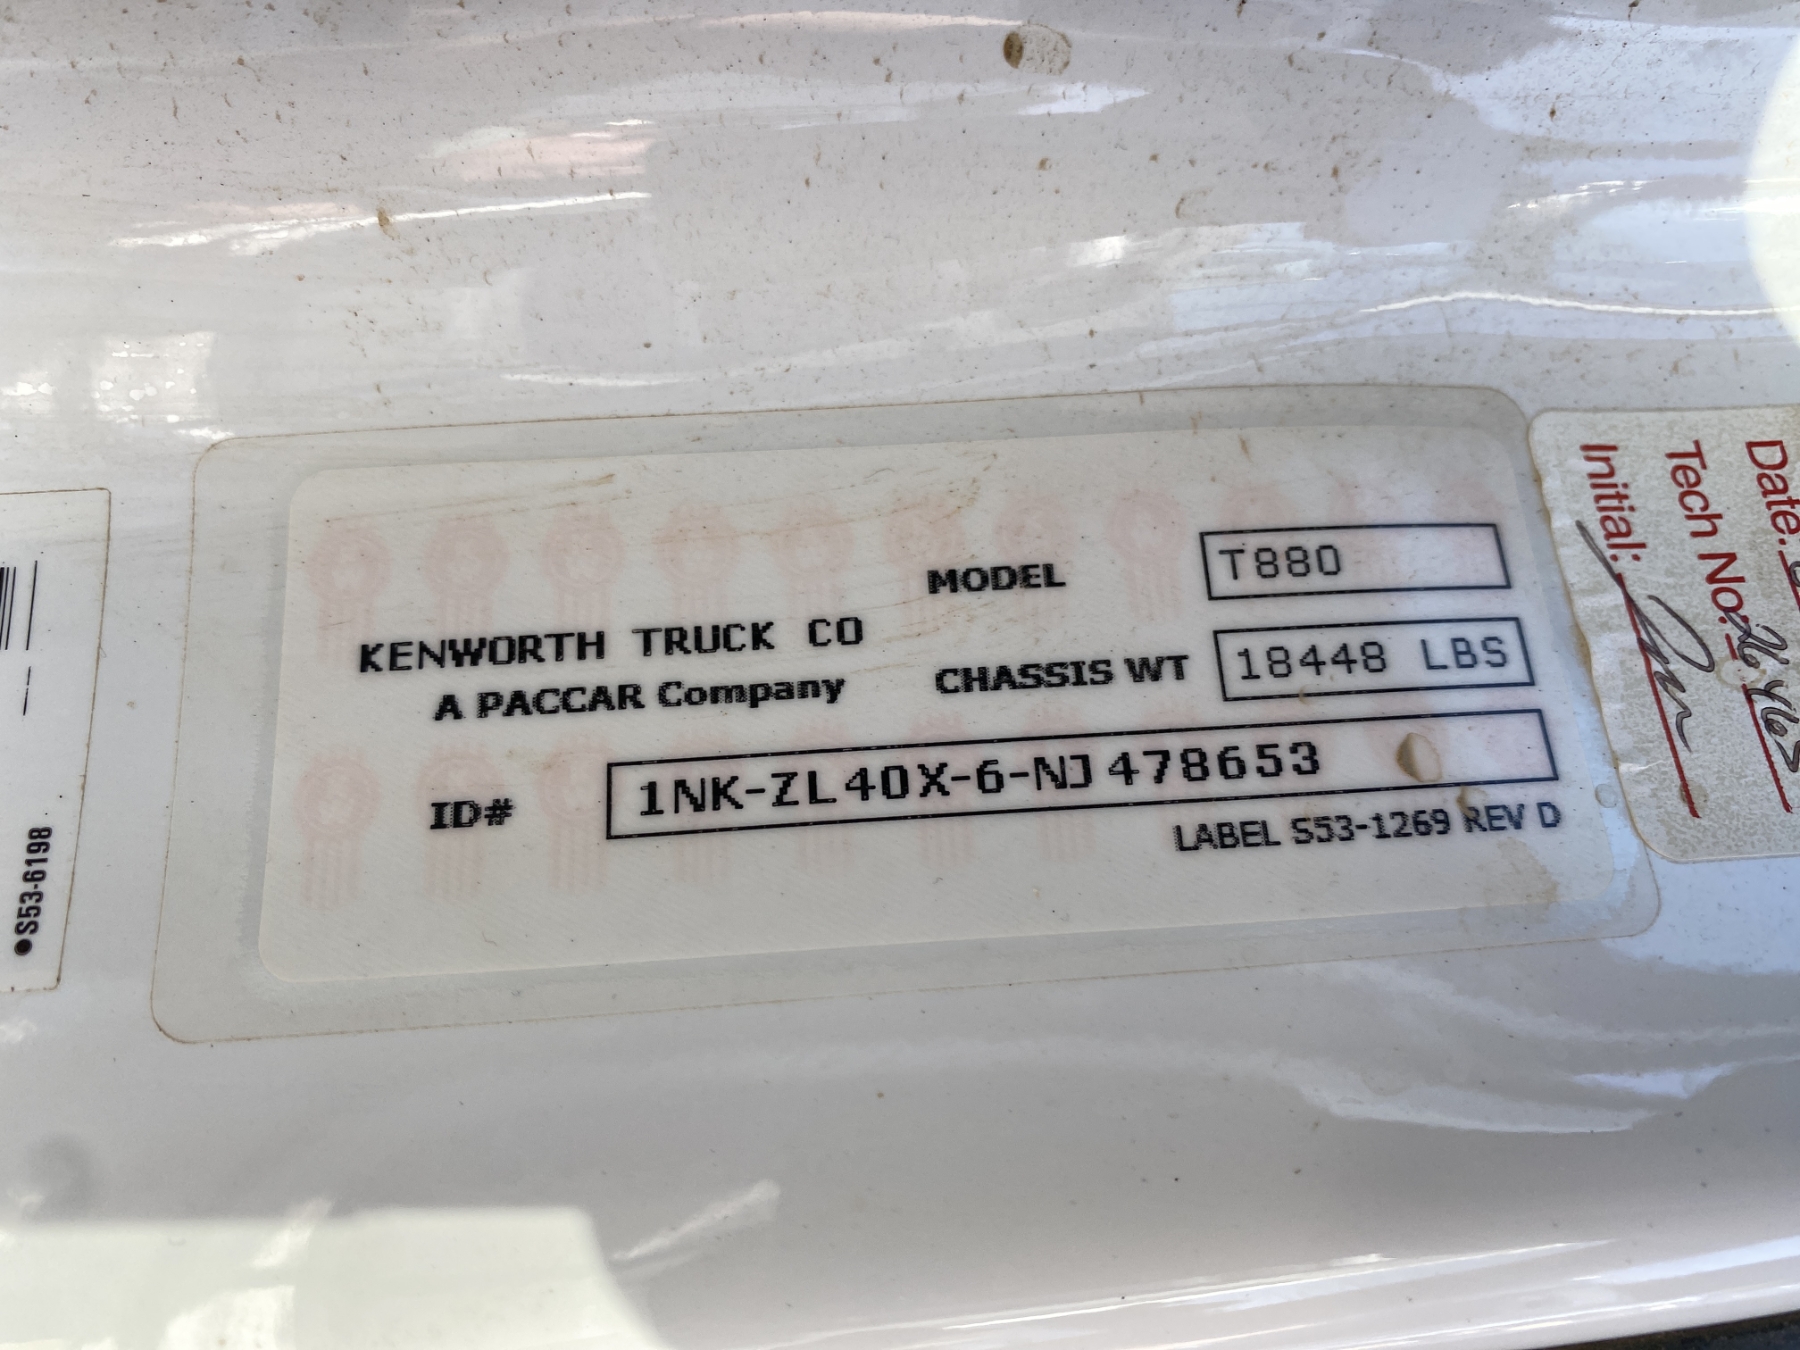 KENWORTH TRUCK CO
A PACCAR Company
MODEL T880
CHASSIS WT 18448 LBS
ID# 1NK-ZL40X-6-NJ478653
LABEL S53-1269 REV D
●S53-6198
Date:
Tech No.:
Initial: